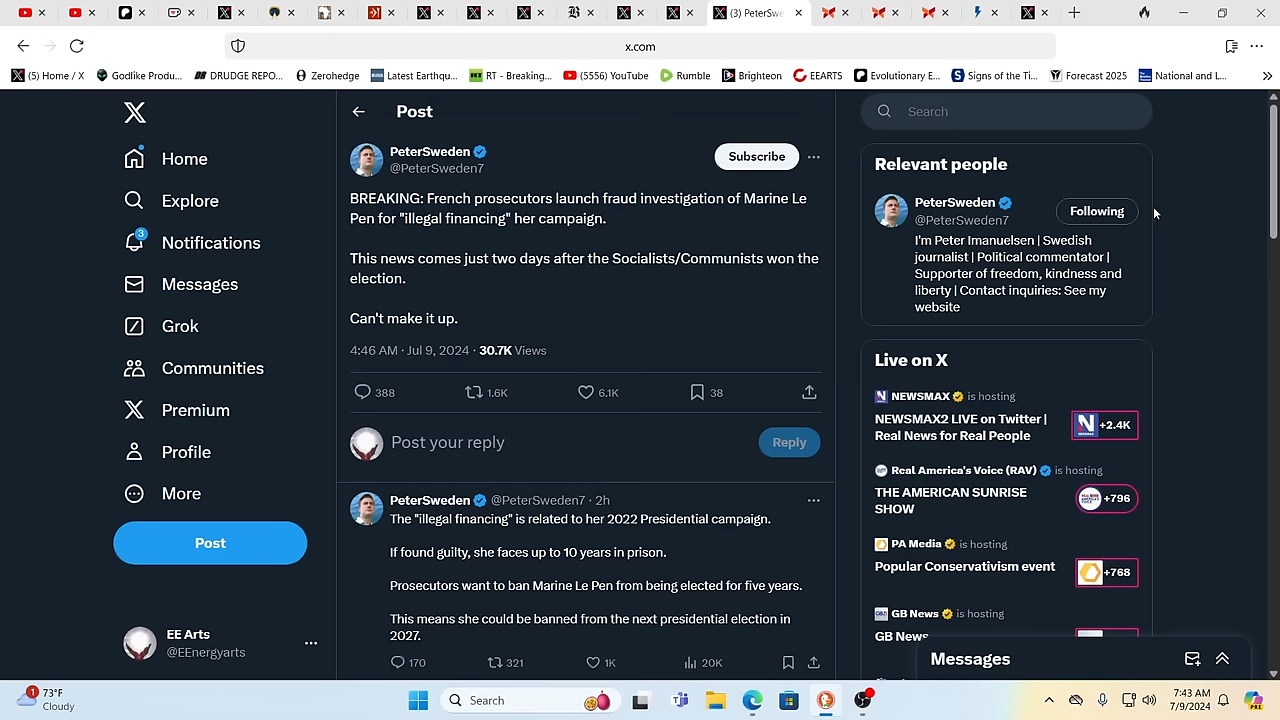 (3) PeterSwe
x.com
(5) Home / X
Godlike Produ...
DRUDGE REPO...
Zerohedge
Latest Earthqu...
RT - Breaking...
(5556) YouTube
Rumble
Brighteon
EEARTS
Evolutionary E...
Signs of the Ti...
Forecast 2025
National and L...
Home
Explore
3
Notifications
Messages
Grok
Communities
Premium
Profile
More
Post
EE Arts
@EEnergyarts
Post
PeterSweden
@PeterSweden7
Subscribe
BREAKING: French prosecutors launch fraud investigation of Marine Le
Pen for "illegal financing" her campaign.
This news comes just two days after the Socialists/Communists won the
election.
Can't make it up.
4:46 AM · Jul 9, 2024 · 30.7K Views
388
1.6K
6.1K
38
Post your reply
Reply
PeterSweden @PeterSweden7 · 2h
The "illegal financing" is related to her 2022 Presidential campaign.
If found guilty, she faces up to 10 years in prison.
Prosecutors want to ban Marine Le Pen from being elected for five years.
This means she could be banned from the next presidential election in
2027.
170
321
1K
20K
Search
Relevant people
PeterSweden
@PeterSweden7
Following
I'm Peter Imanuelsen | Swedish
journalist | Political commentator |
Supporter of freedom, kindness and
liberty | Contact inquiries: See my
website
Live on X
NEWSMAX is hosting
NEWSMAX2 LIVE on Twitter |
Real News for Real People
+2.4K
Real America's Voice (RAV) is hosting
THE AMERICAN SUNRISE
SHOW
+796
PA Media is hosting
Popular Conservativism event
+768
GB News is hosting
GB News
Messages
1
73°F
Cloudy
Search
7:43 AM
7/9/2024
PRE